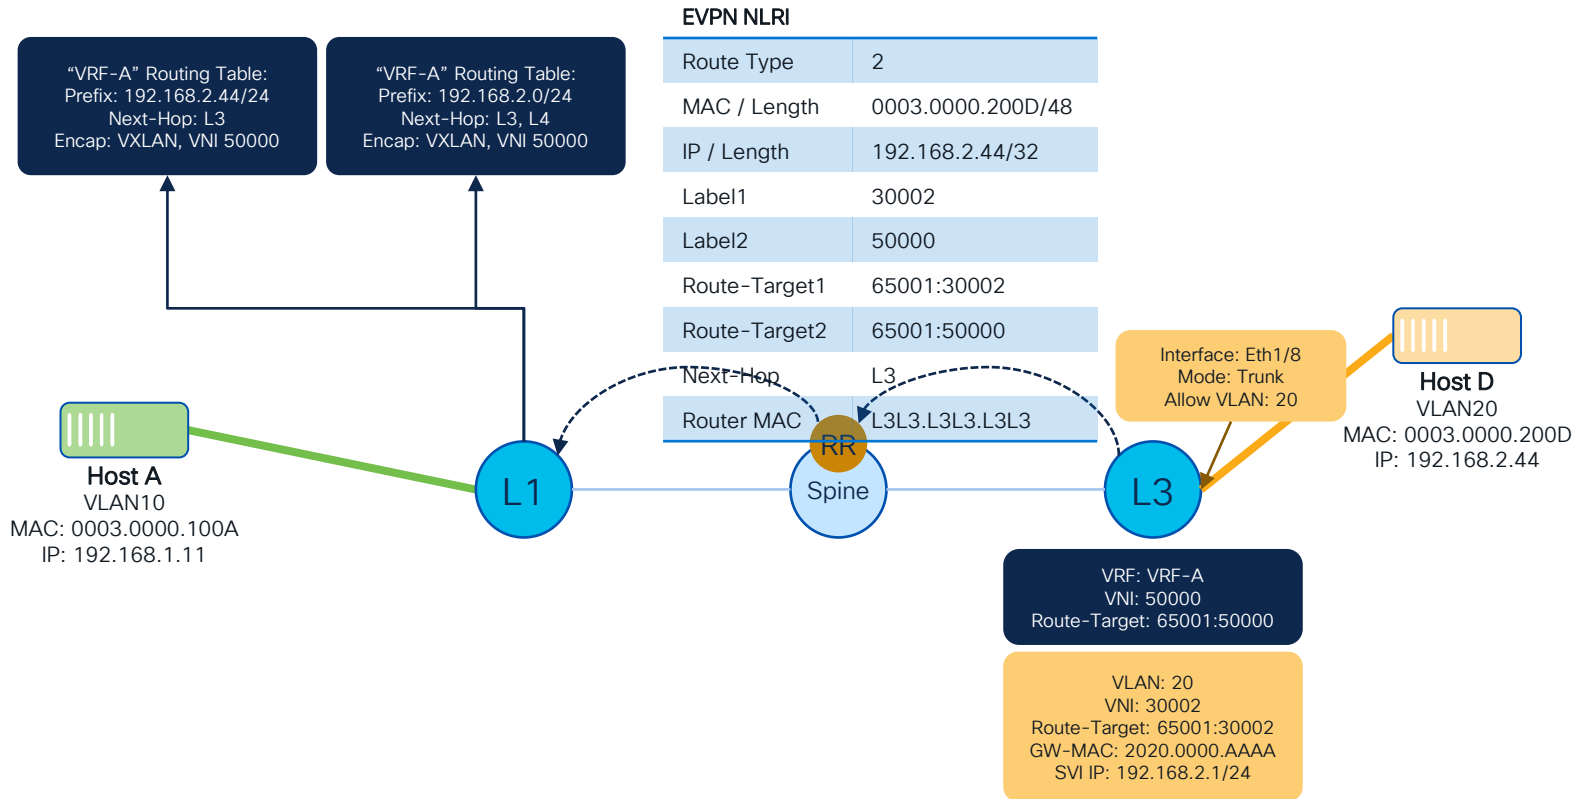 EVPN NLRI
"VRF-A" Routing Table:
Prefix: 192.168.2.44/24
Next-Hop: L3
Encap: VXLAN, VNI 50000
"VRF-A" Routing Table:
Prefix: 192.168.2.0/24
Next-Hop: L3, L4
Encap: VXLAN, VNI 50000
Route Type 2
MAC / Length 0003.0000.200D/48
IP / Length 192.168.2.44/32
Label1 30002
Label2 50000
Route-Target1 65001:30002
Route-Target2 65001:50000
Next-Hop L3
Router MAC L3L3.L3L3.L3L3
Interface: Eth1/8
Mode: Trunk
Allow VLAN: 20
Host D
VLAN20
MAC: 0003.0000.200D
IP: 192.168.2.44
Host A
VLAN10
MAC: 0003.0000.100A
IP: 192.168.1.11
L1
RR
Spine
L3
VRF: VRF-A
VNI: 50000
Route-Target: 65001:50000
VLAN: 20
VNI: 30002
Route-Target: 65001:30002
GW-MAC: 2020.0000.AAAA
SVI IP: 192.168.2.1/24